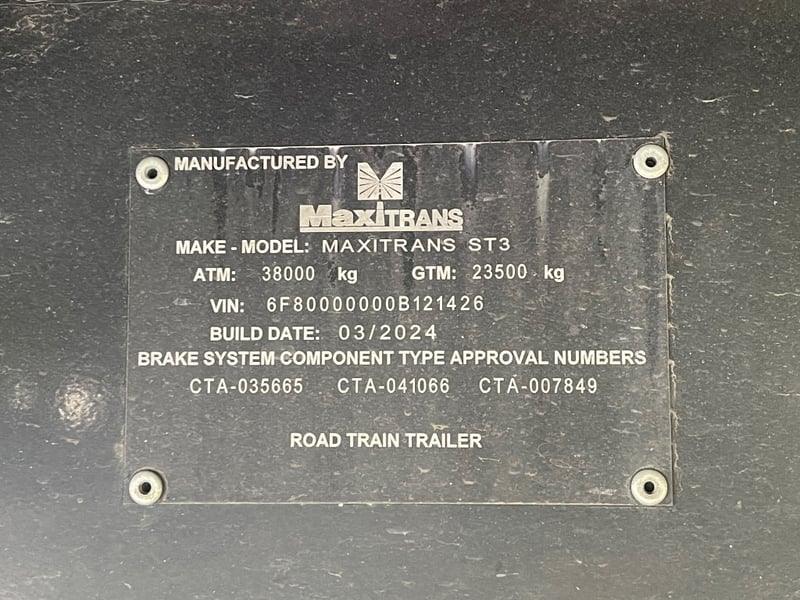 MANUFACTURED BY
MaxiTRANS
MAKE - MODEL: MAXITRANS ST3
ATM: 38000 kg GTM: 23500 kg
VIN: 6F80000000B121426
BUILD DATE: 03/2024
BRAKE SYSTEM COMPONENT TYPE APPROVAL NUMBERS
CTA-035665 CTA-041066 CTA-007849
ROAD TRAIN TRAILER